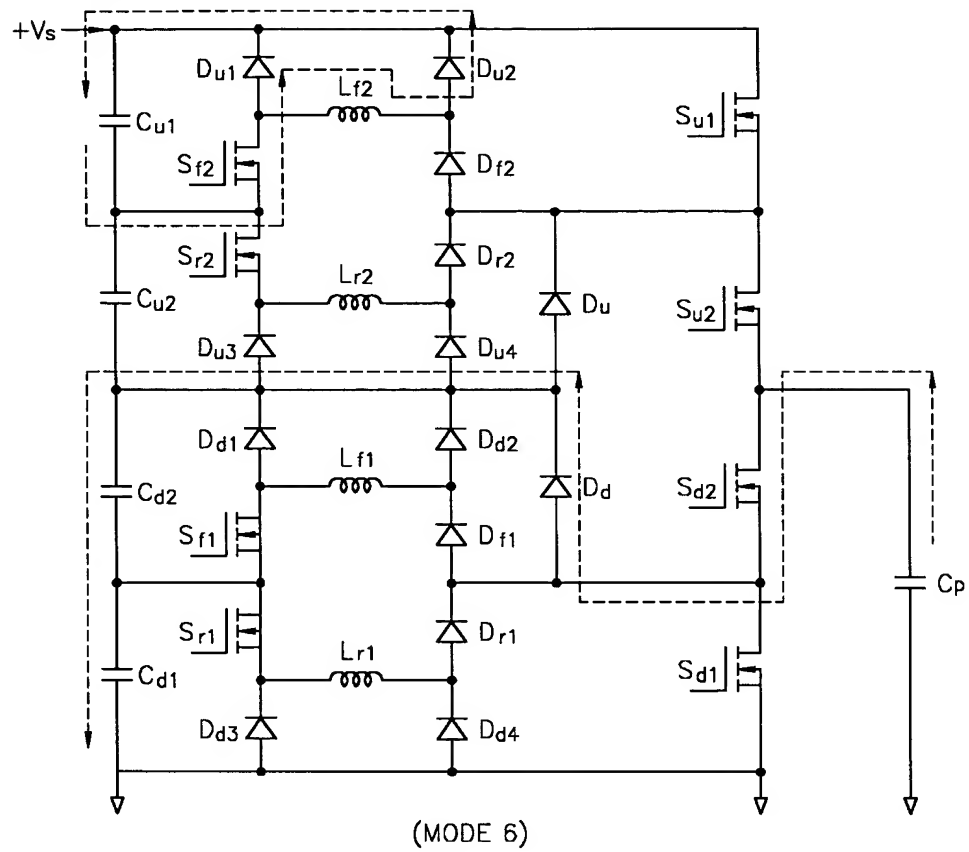 +Vs
Du1
Lf2
Du2
Cu1
Su1
Sf2
Df2
Sr2
Dr2
Lr2
Cu2
Du
Su2
Du3
Du4
Dd1
Lf1
Dd2
Cd2
Dd
Sd2
Sf1
Df1
Cp
Sr1
Dr1
Lr1
Cd1
Sd1
Dd3
Dd4
(MODE 6)